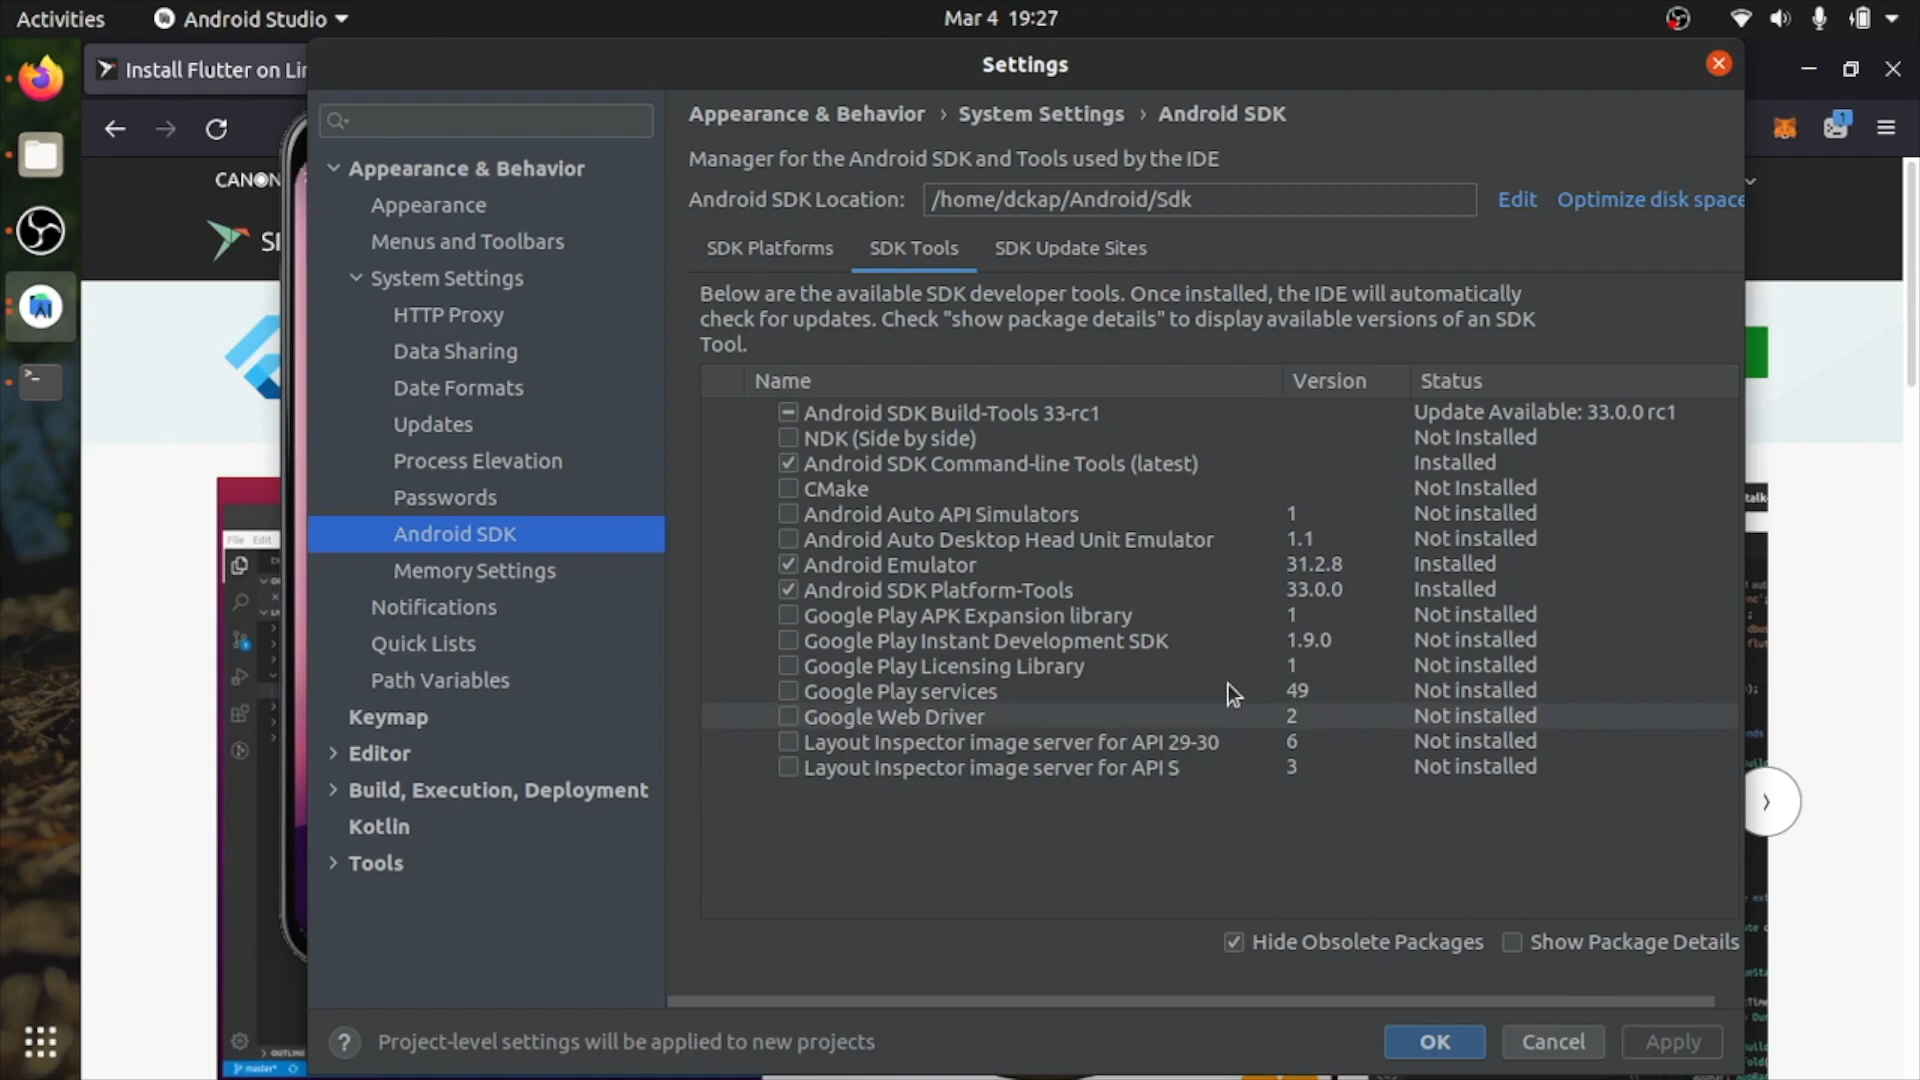 Activities
Android Studio
Mar 4 19:27
Install Flutter on Lin
Settings
CANON
Appearance & Behavior
Appearance
Menus and Toolbars
System Settings
HTTP Proxy
Data Sharing
Date Formats
Updates
Process Elevation
Passwords
Android SDK
Memory Settings
Notifications
Quick Lists
Path Variables
Keymap
Editor
Build, Execution, Deployment
Kotlin
Tools
Appearance & Behavior › System Settings › Android SDK
Manager for the Android SDK and Tools used by the IDE
Android SDK Location: /home/dckap/Android/Sdk Edit Optimize disk space
SDK Platforms SDK Tools SDK Update Sites
Below are the available SDK developer tools. Once installed, the IDE will automatically
check for updates. Check "show package details" to display available versions of an SDK
Tool.
Name Version Status
Android SDK Build-Tools 33-rc1 Update Available: 33.0.0 rc1
NDK (Side by side) Not Installed
Android SDK Command-line Tools (latest) Installed
CMake Not Installed
Android Auto API Simulators 1 Not installed
Android Auto Desktop Head Unit Emulator 1.1 Not installed
Android Emulator 31.2.8 Installed
Android SDK Platform-Tools 33.0.0 Installed
Google Play APK Expansion library 1 Not installed
Google Play Instant Development SDK 1.9.0 Not installed
Google Play Licensing Library 1 Not installed
Google Play services 49 Not installed
Google Web Driver 2 Not installed
Layout Inspector image server for API 29-30 6 Not installed
Layout Inspector image server for API S 3 Not installed
Hide Obsolete Packages Show Package Details
? Project-level settings will be applied to new projects
OK Cancel Apply
File Edit
OUTLINE
master*
1